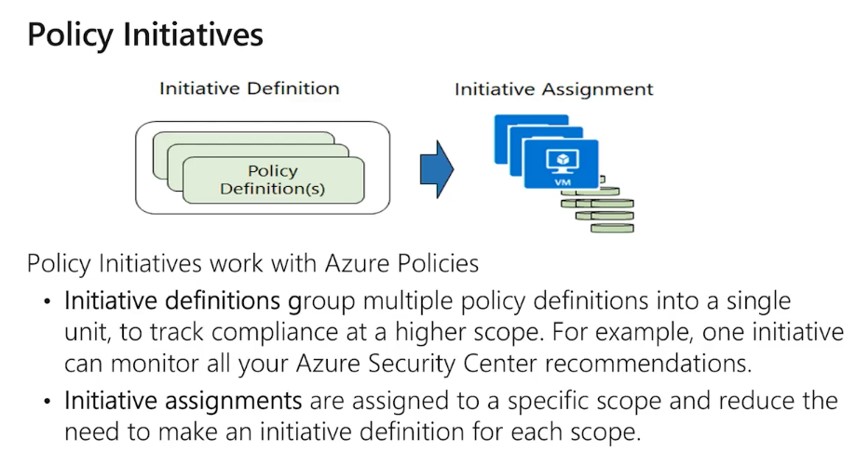 Policy Initiatives
Initiative Definition
Initiative Assignment
Policy
Definition(s)
VM
Policy Initiatives work with Azure Policies
• Initiative definitions group multiple policy definitions into a single
unit, to track compliance at a higher scope. For example, one initiative
can monitor all your Azure Security Center recommendations.
• Initiative assignments are assigned to a specific scope and reduce the
need to make an initiative definition for each scope.